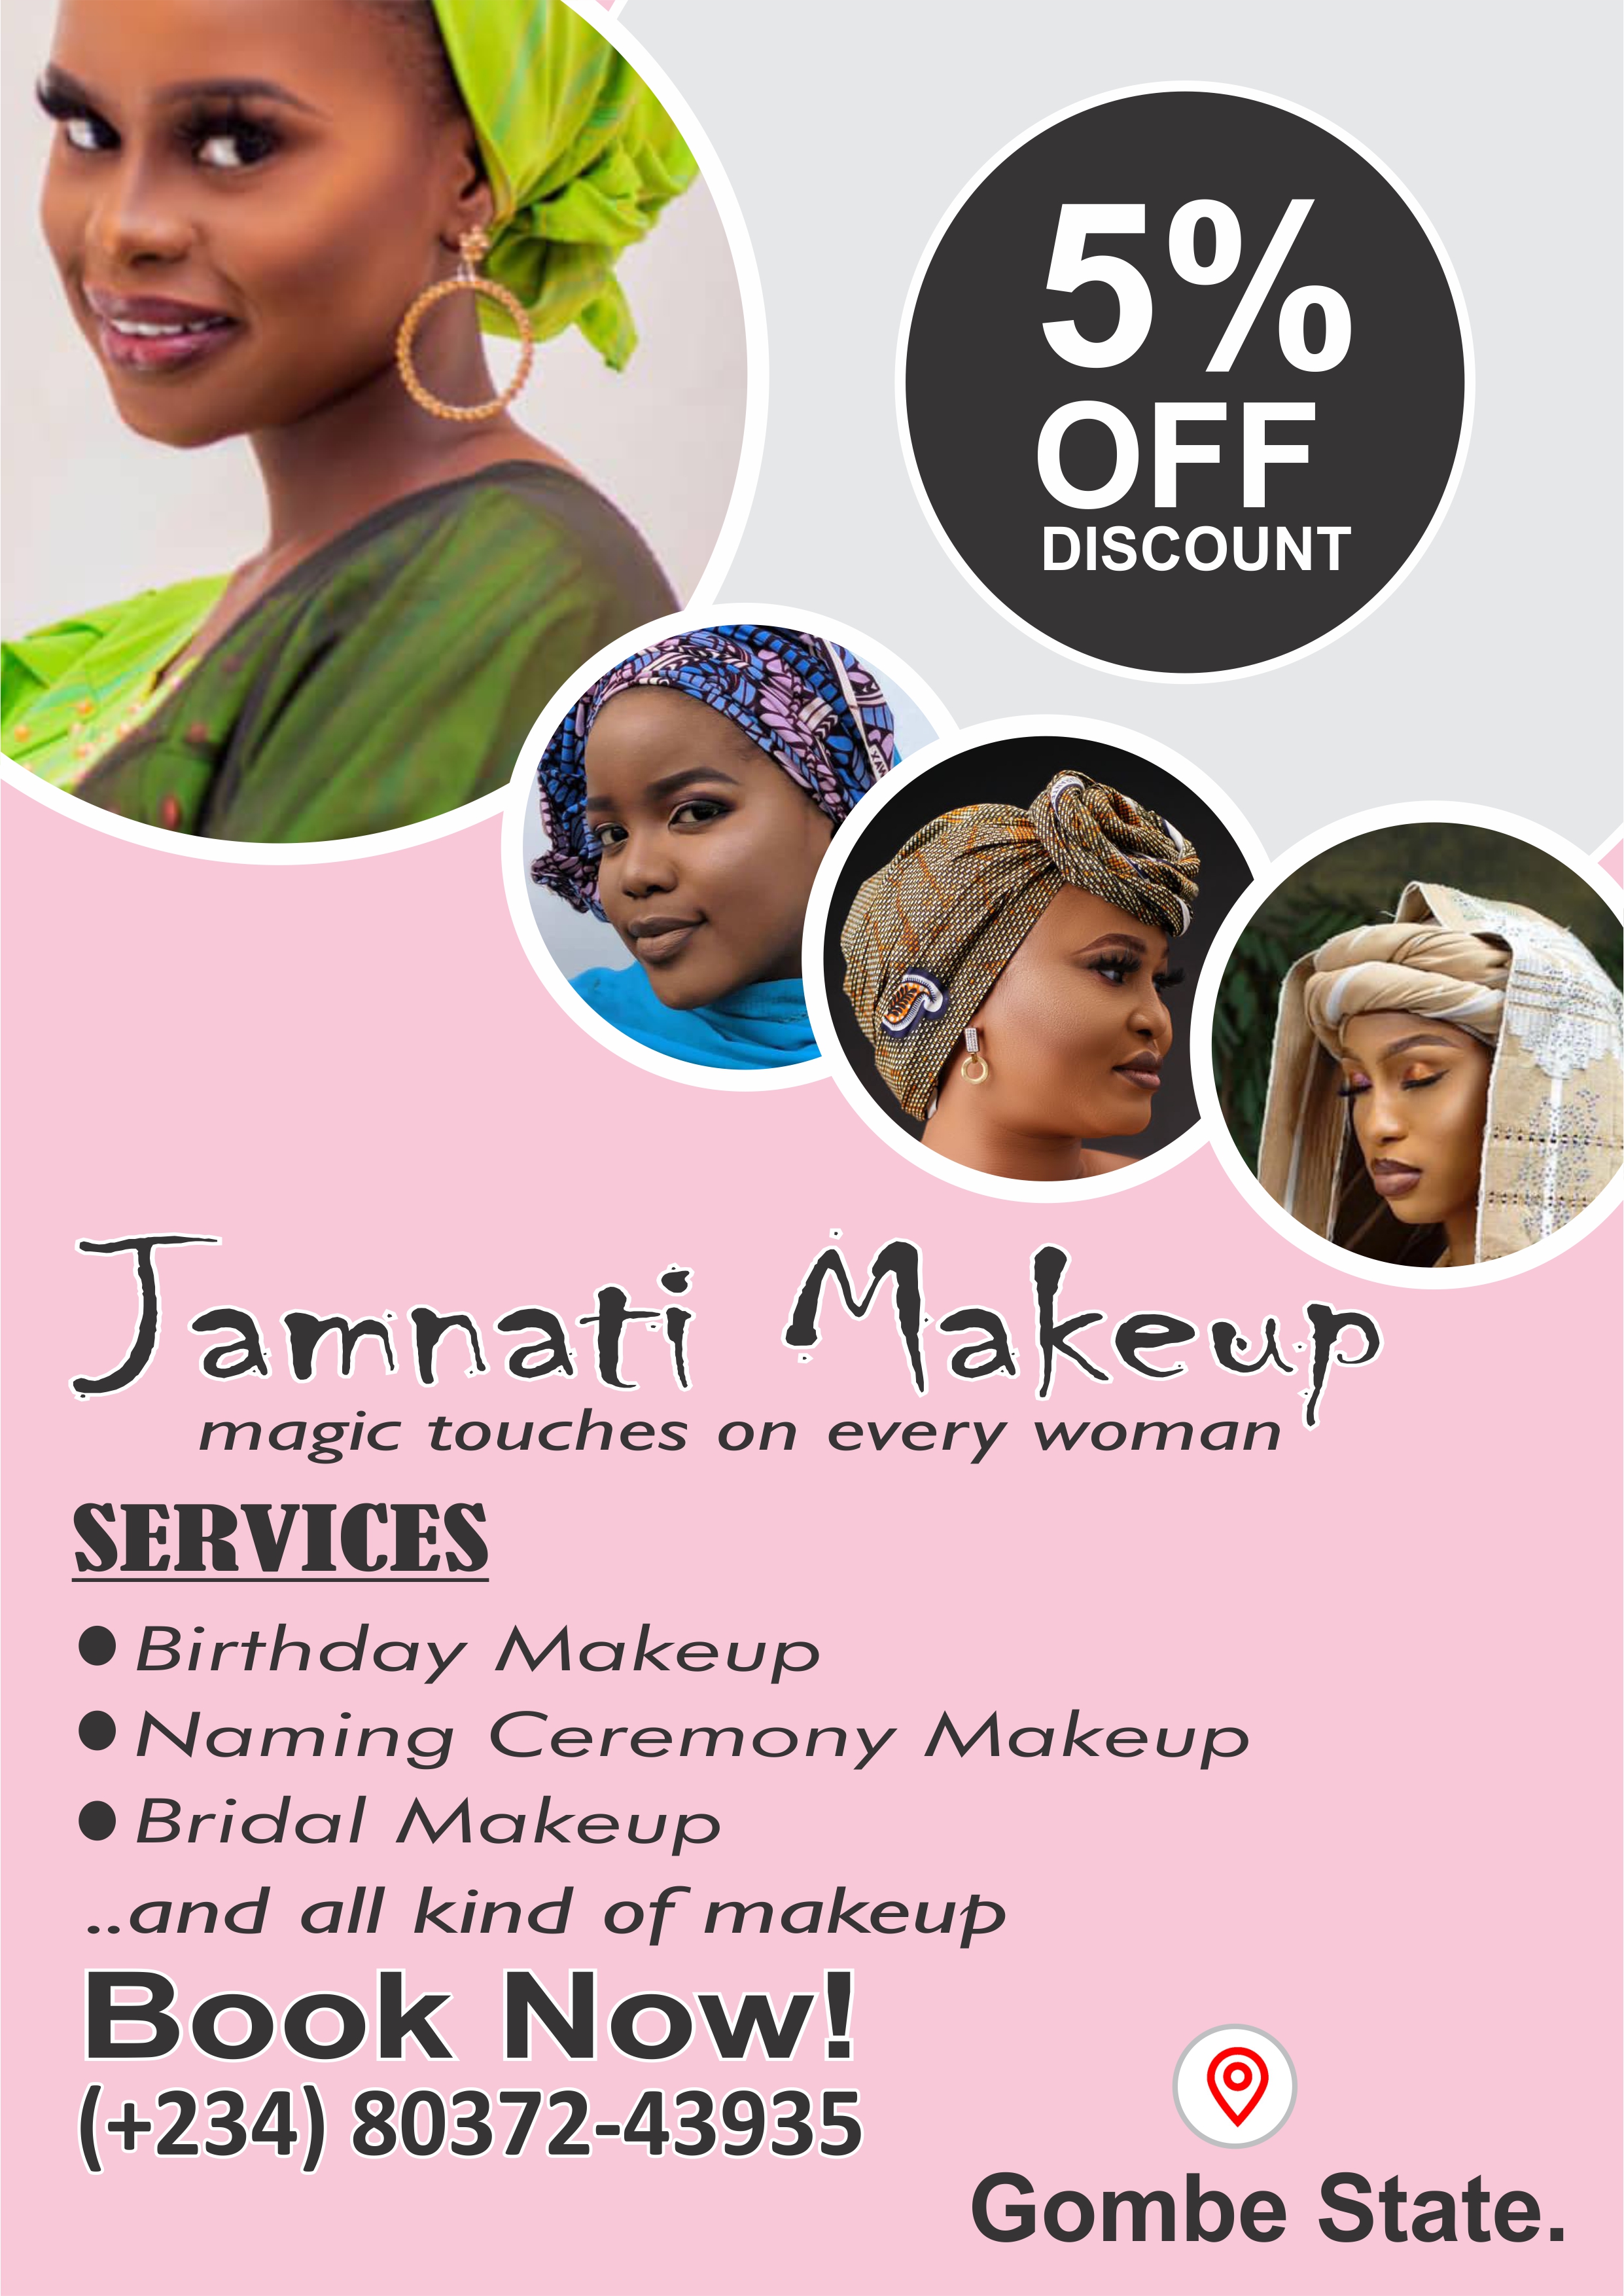 5%
OFF
DISCOUNT
Jamnati Makeup
magic touches on every woman
SERVICES
● Birthday Makeup
● Naming Ceremony Makeup
● Bridal Makeup
..and all kind of makeup
Book Now!
(+234) 80372-43935
Gombe State.